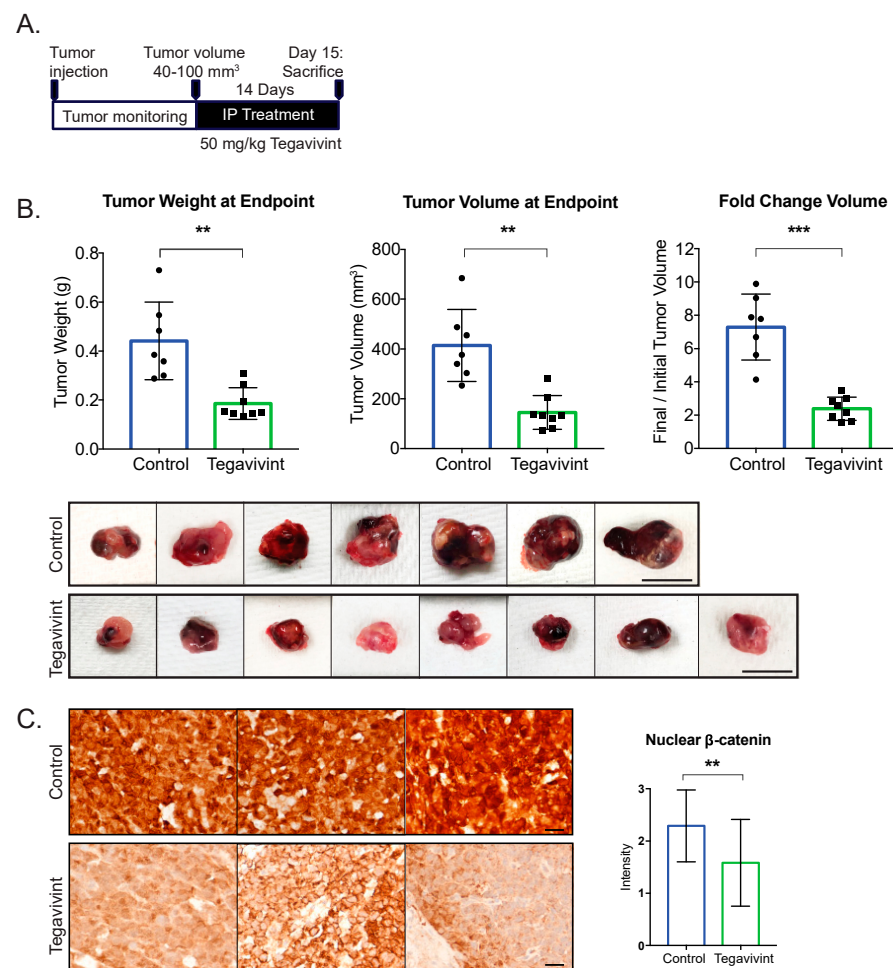 A.
Tumor injection
Tumor volume 40-100 mm³
Day 15: Sacrifice
14 Days
Tumor monitoring
IP Treatment
50 mg/kg Tegavivint
B.
Tumor Weight at Endpoint
**
Tumor Weight (g)
0.8
0.6
0.4
0.2
0.0
Control
Tegavivint
Tumor Volume at Endpoint
**
Tumor Volume (mm³)
800
600
400
200
0
Control
Tegavivint
Fold Change Volume
***
Final / Initial Tumor Volume
12
10
8
6
4
2
0
Control
Tegavivint
Control
Tegavivint
C.
Control
Tegavivint
Nuclear β-catenin
**
Intensity
3
2
1
0
Control
Tegavivint